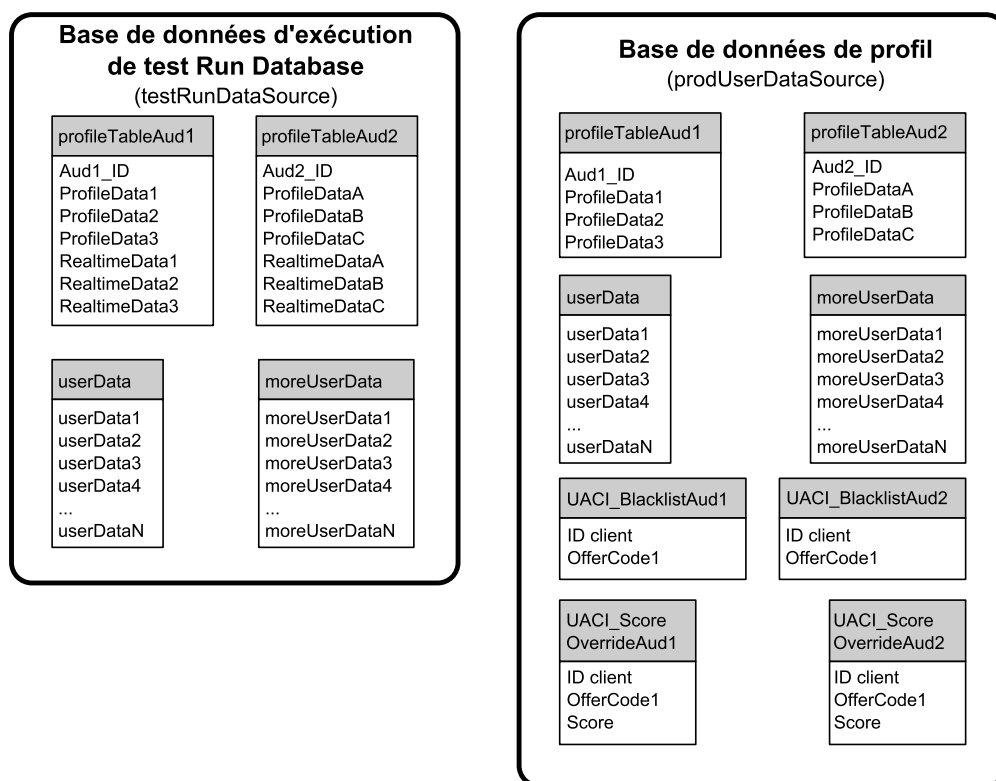 Base de données d'exécution
de test Run Database
(testRunDataSource)
profileTableAud1
Aud1_ID
ProfileData1
ProfileData2
ProfileData3
RealtimeData1
RealtimeData2
RealtimeData3
profileTableAud2
Aud2_ID
ProfileDataA
ProfileDataB
ProfileDataC
RealtimeDataA
RealtimeDataB
RealtimeDataC
userData
userData1
userData2
userData3
userData4
...
userDataN
moreUserData
moreUserData1
moreUserData2
moreUserData3
moreUserData4
...
moreUserDataN
Base de données de profil
(prodUserDataSource)
profileTableAud1
Aud1_ID
ProfileData1
ProfileData2
ProfileData3
profileTableAud2
Aud2_ID
ProfileDataA
ProfileDataB
ProfileDataC
userData
userData1
userData2
userData3
userData4
...
userDataN
moreUserData
moreUserData1
moreUserData2
moreUserData3
moreUserData4
...
moreUserDataN
UACI_BlacklistAud1
ID client
OfferCode1
UACI_BlacklistAud2
ID client
OfferCode1
UACI_Score
OverrideAud1
ID client
OfferCode1
Score
UACI_Score
OverrideAud2
ID client
OfferCode1
Score